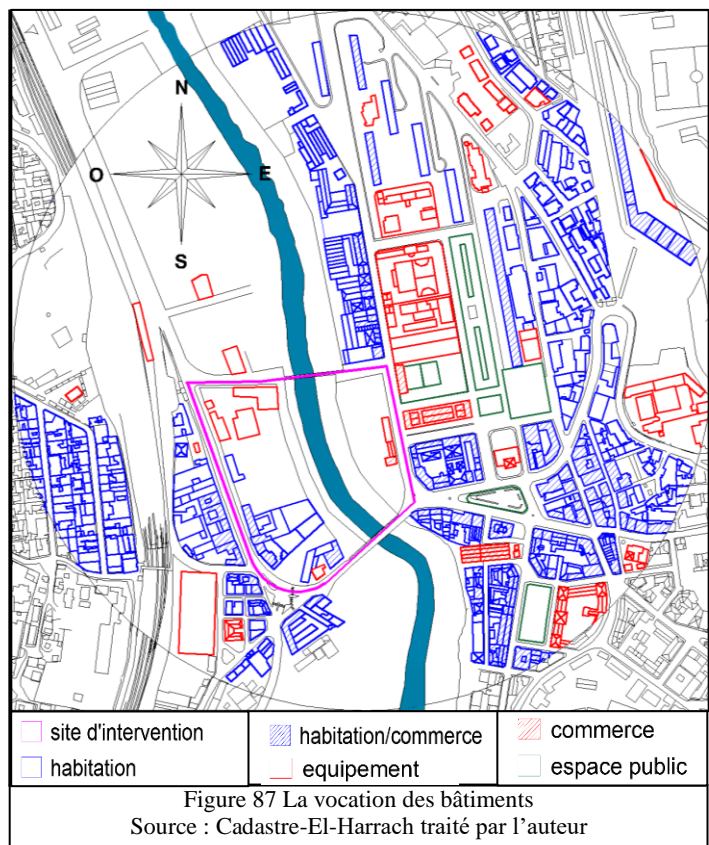 N
O
E
S
site d'intervention
habitation
habitation/commerce
equipement
commerce
espace public
Figure 87 La vocation des bâtiments
Source : Cadastre-El-Harrach traité par l’auteur